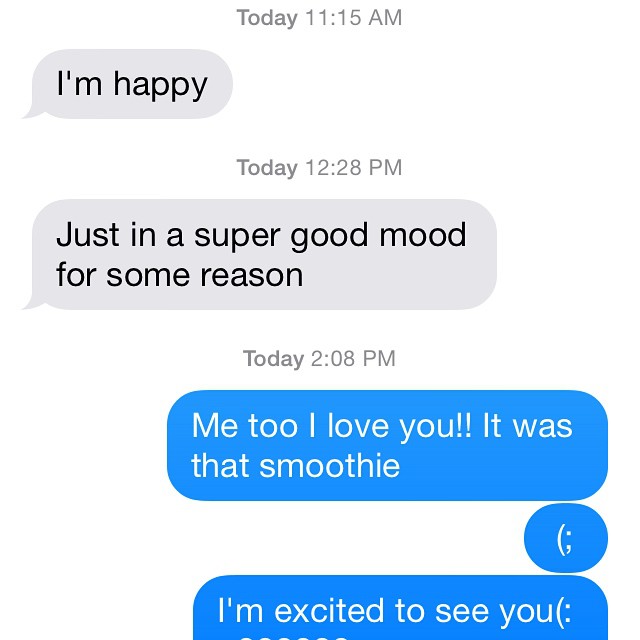 Today 11:15 AM
I'm happy
Today 12:28 PM
Just in a super good mood
for some reason
Today 2:08 PM
Me too I love you!! It was
that smoothie
(;
I'm excited to see you(: